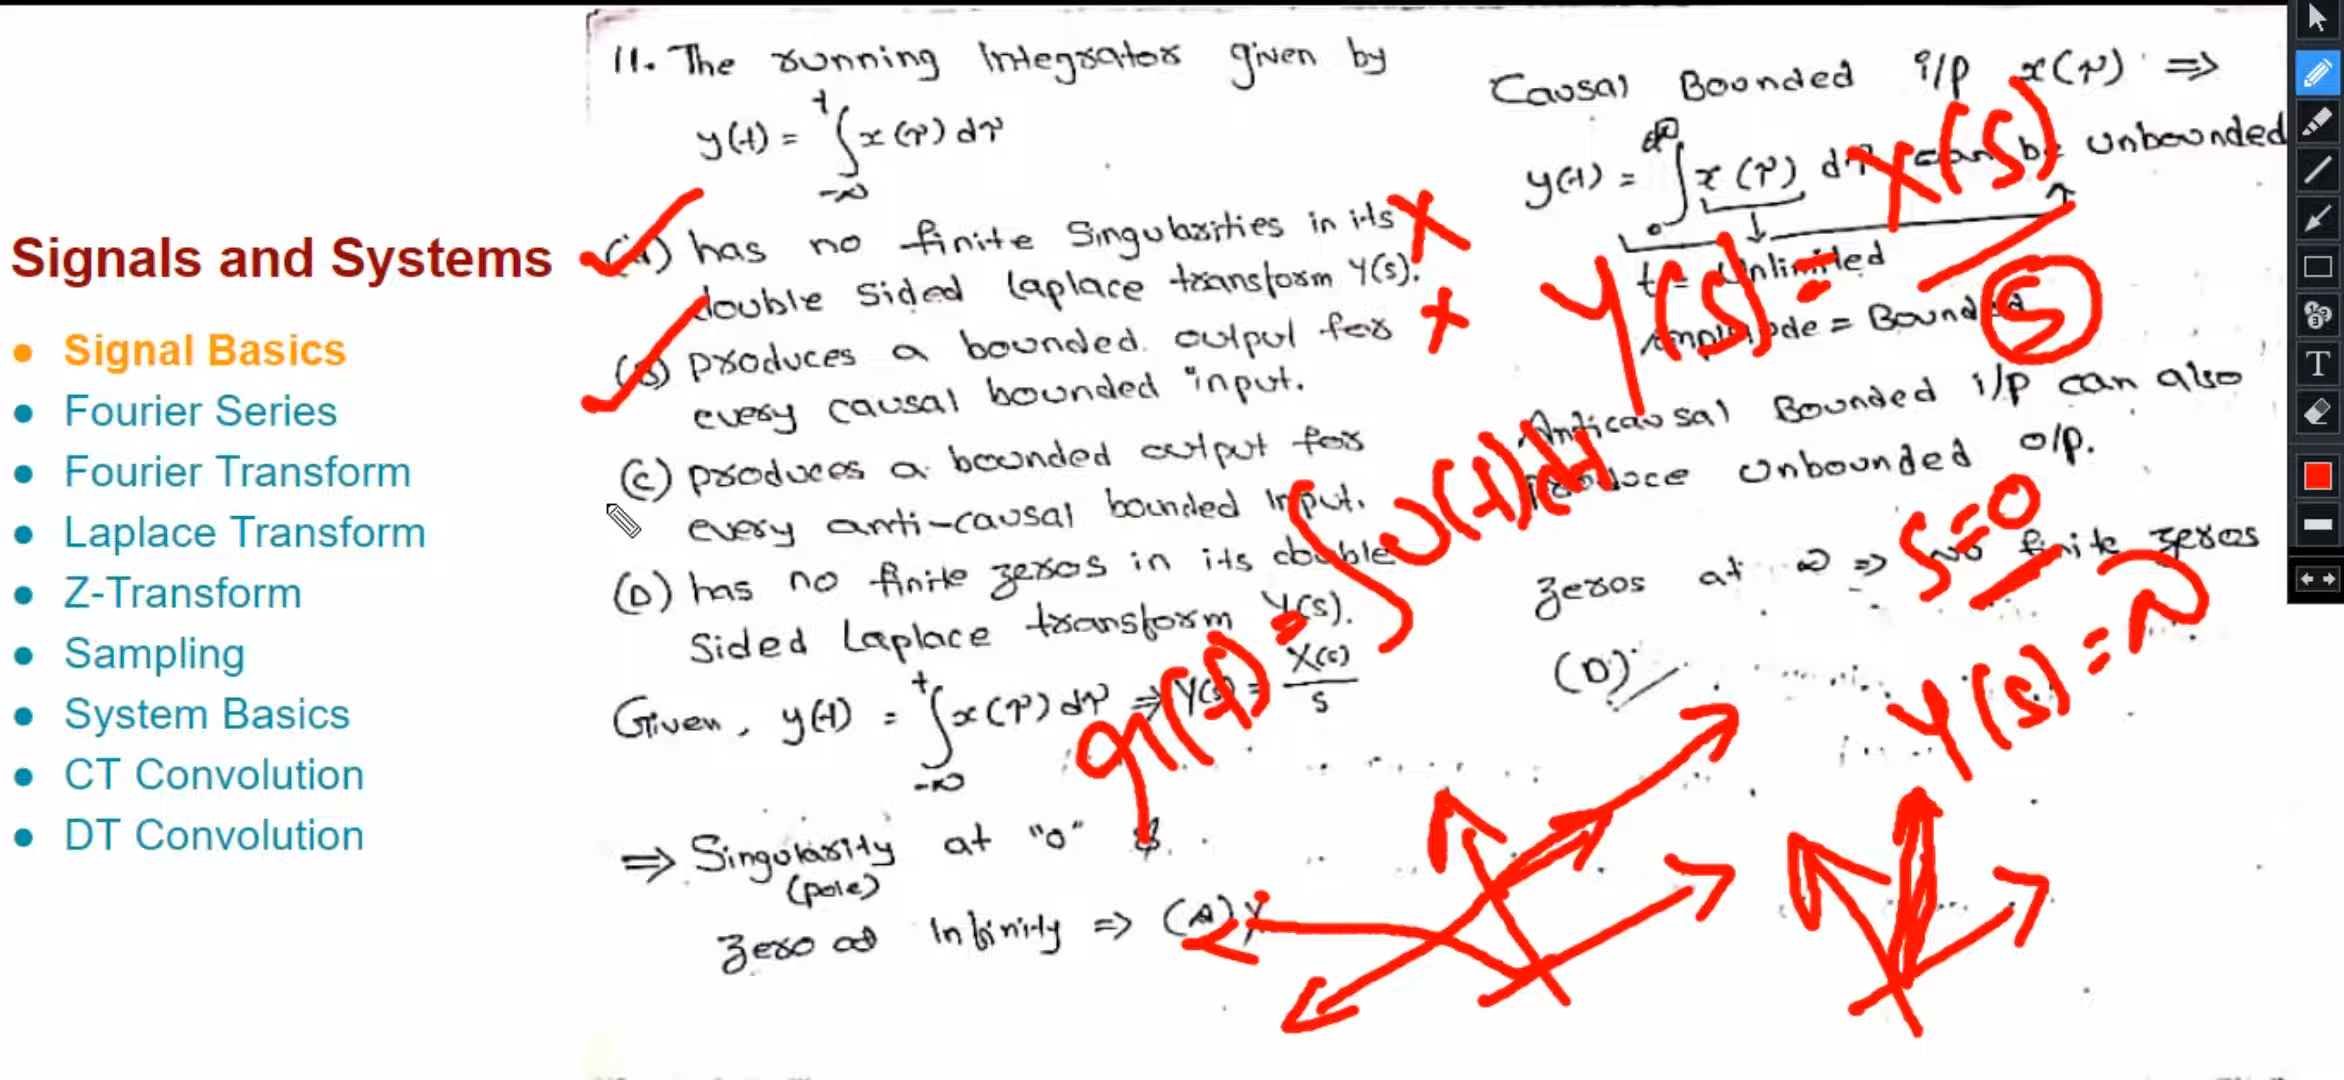 Signals and Systems
Signal Basics
Fourier Series
Fourier Transform
Laplace Transform
Z-Transform
Sampling
System Basics
CT Convolution
DT Convolution
11. The running Integrator given by
y(t) = ∫ x(τ) dτ
t
-∞
(A) has no finite Singularities in its
double sided laplace transform Y(s).
(B) produces a bounded output for
every causal bounded input.
(C) produces a bounded output for
every anti-causal bounded Input.
(D) has no finite zeros in its double
Sided Laplace transform Y(s).
Given, y(t) = ∫ x(τ) dτ ⇒ Y(s) = X(s)/s
t
-∞
⇒ Singularity at "0" &
(pole)
Zero at Infinity ⇒ (A) X
Causal Bounded i/p x(τ) ⇒
y(t) = ∫ x(τ) dτ can be unbounded
∞
0
t = Unlimited
Amplitude = Bounded
Anticausal Bounded i/p can also
produce unbounded o/p.
Zeros at ∞ ⇒ No finite zeros
(D)
X(S)
Y(S) =
S
∫ u(t) dt
=
S=0
Y(S) =
T